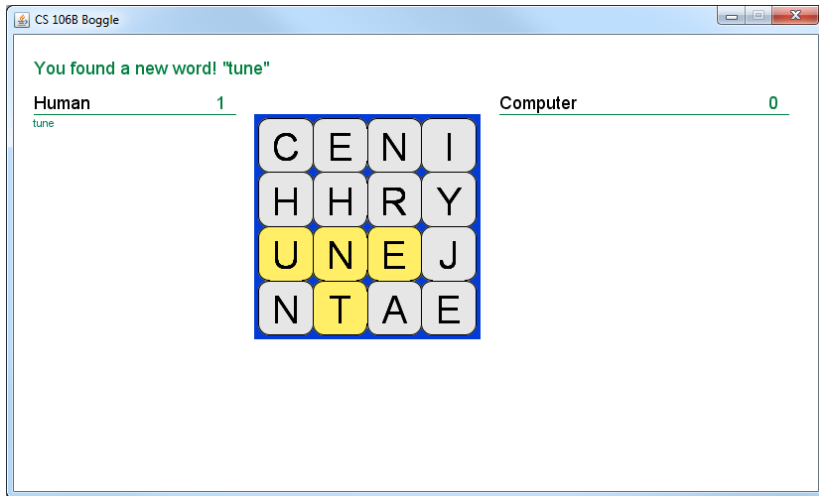 CS 106B Boggle
You found a new word! "tune"
Human 1
Computer 0
tune
C E N I
H H R Y
U N E J
N T A E